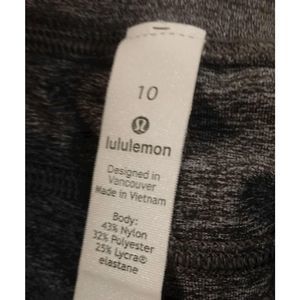 10
lululemon
Designed in
Vancouver
Made in Vietnam
Body:
43% Nylon
32% Polyester
25% Lycra®
elastane